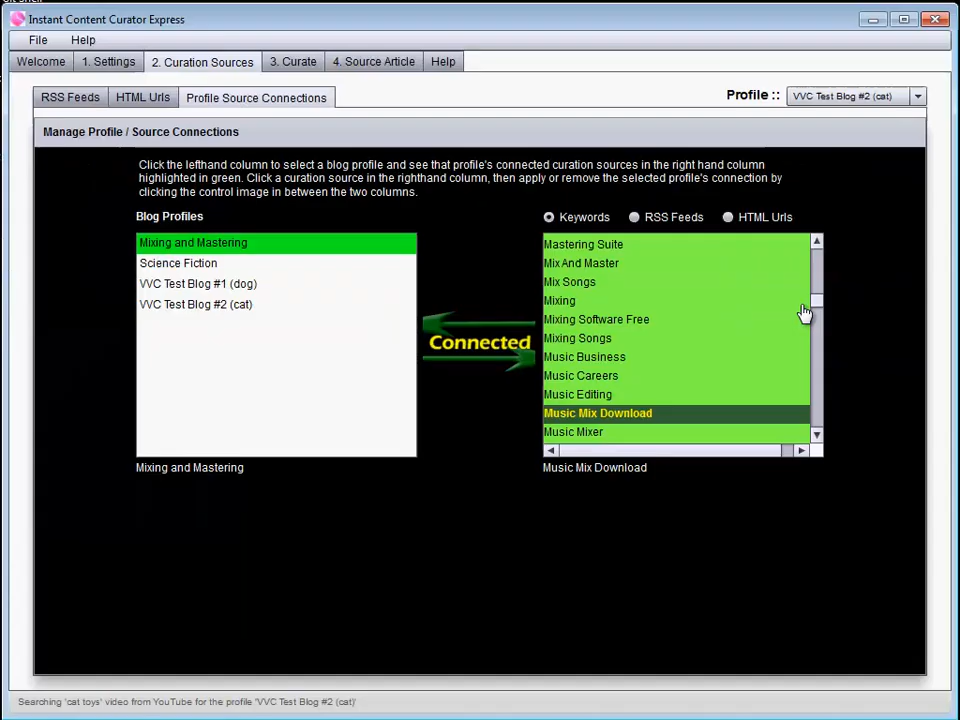 Instant Content Curator Express
File Help
Welcome 1. Settings 2. Curation Sources 3. Curate 4. Source Article Help
RSS Feeds HTML Urls Profile Source Connections Profile :: VVC Test Blog #2 (cat)
Manage Profile / Source Connections
Click the lefthand column to select a blog profile and see that profile's connected curation sources in the right hand column
highlighted in green. Click a curation source in the righthand column, then apply or remove the selected profile's connection by
clicking the control image in between the two columns.
Blog Profiles
Mixing and Mastering
Science Fiction
VVC Test Blog #1 (dog)
VVC Test Blog #2 (cat)
Mixing and Mastering
Connected
Keywords RSS Feeds HTML Urls
Mastering Suite
Mix And Master
Mix Songs
Mixing
Mixing Software Free
Mixing Songs
Music Business
Music Careers
Music Editing
Music Mix Download
Music Mixer
Music Mix Download
Searching 'cat toys' video from YouTube for the profile 'VVC Test Blog #2 (cat)'